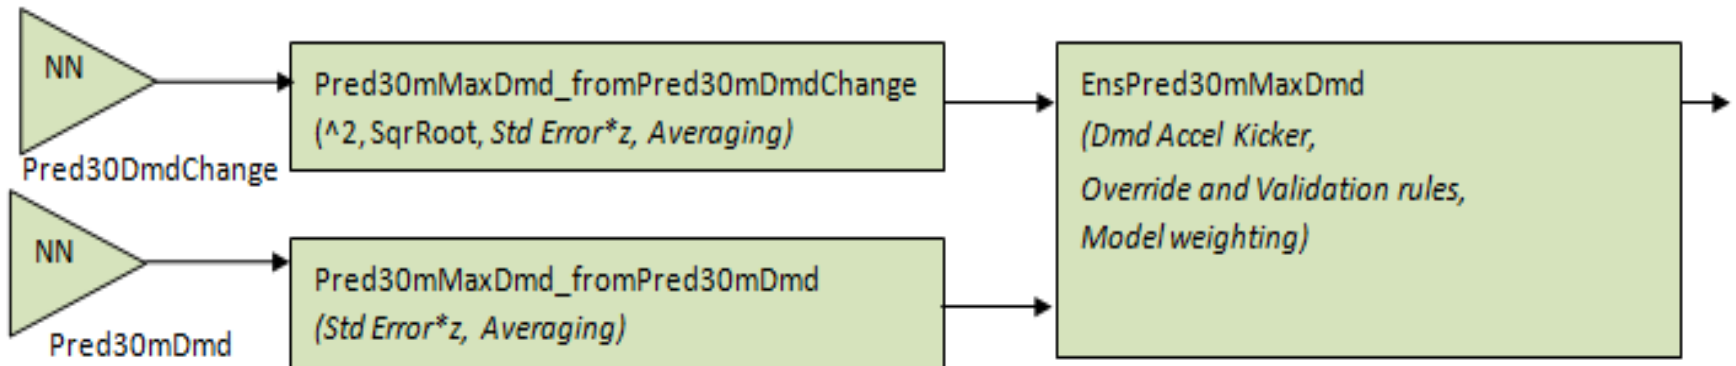 NN
Pred30DmdChange
Pred30mMaxDmd_fromPred30mDmdChange
(^2, SqrRoot, Std Error*z, Averaging)
NN
Pred30mDmd
Pred30mMaxDmd_fromPred30mDmd
(Std Error*z, Averaging)
EnsPred30mMaxDmd
(Dmd Accel Kicker,
Override and Validation rules,
Model weighting)